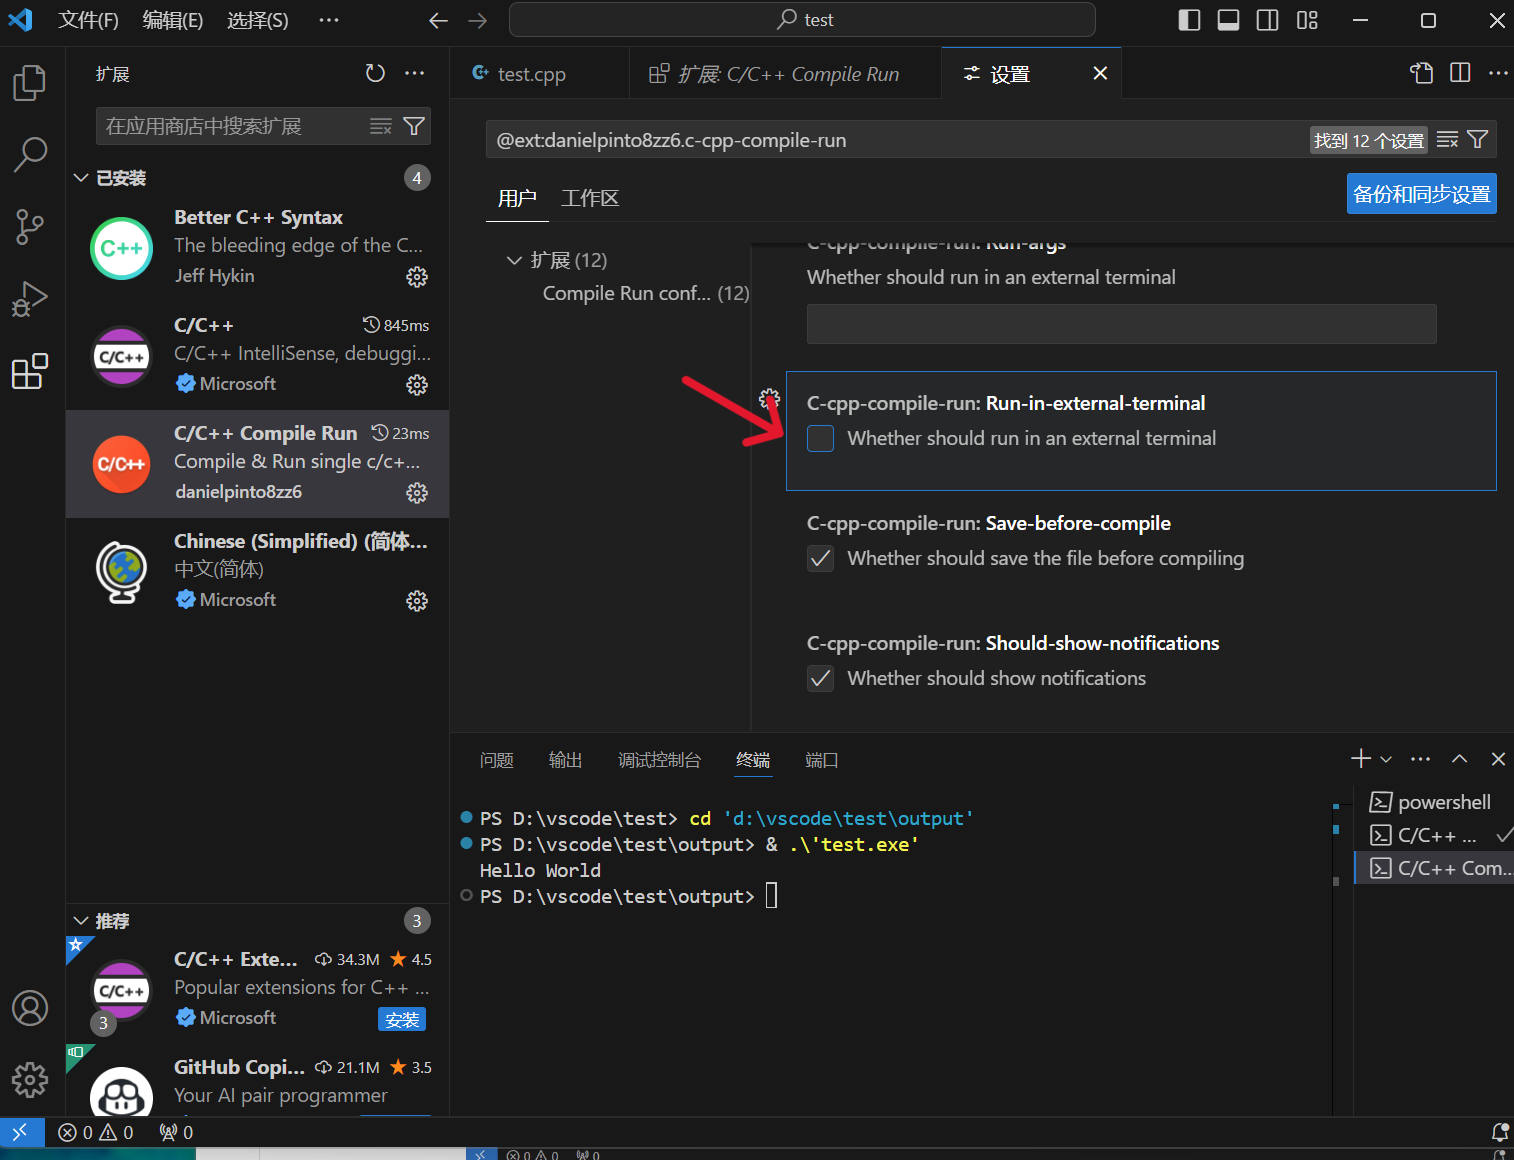 文件(F) 编辑(E) 选择(S) ··· test
扩展
在应用商店中搜索扩展
已安装 4
C++
Better C++ Syntax
The bleeding edge of the C...
Jeff Hykin
C/C++
C/C++ 845ms
C/C++ IntelliSense, debuggi...
Microsoft
C/C++
C/C++ Compile Run 23ms
Compile & Run single c/c+...
danielpinto8zz6
Chinese (Simplified) (简体...
中文(简体)
Microsoft
推荐 3
C/C++
3
C/C++ Exte... 34.3M 4.5
Popular extensions for C++ ...
Microsoft 安装
GitHub Copi... 21.1M 3.5
Your AI pair programmer
test.cpp 扩展: C/C++ Compile Run 设置
@ext:danielpinto8zz6.c-cpp-compile-run 找到 12 个设置
用户 工作区 备份和同步设置
扩展 (12)
Compile Run conf... (12)
C-cpp-compile-run: Run-args
Whether should run in an external terminal
C-cpp-compile-run: Run-in-external-terminal
Whether should run in an external terminal
C-cpp-compile-run: Save-before-compile
Whether should save the file before compiling
C-cpp-compile-run: Should-show-notifications
Whether should show notifications
问题 输出 调试控制台 终端 端口
PS D:\vscode\test> cd 'd:\vscode\test\output'
PS D:\vscode\test\output> & .\'test.exe'
Hello World
PS D:\vscode\test\output>
powershell
C/C++ ...
C/C++ Com...
0 0 0
0 0 0